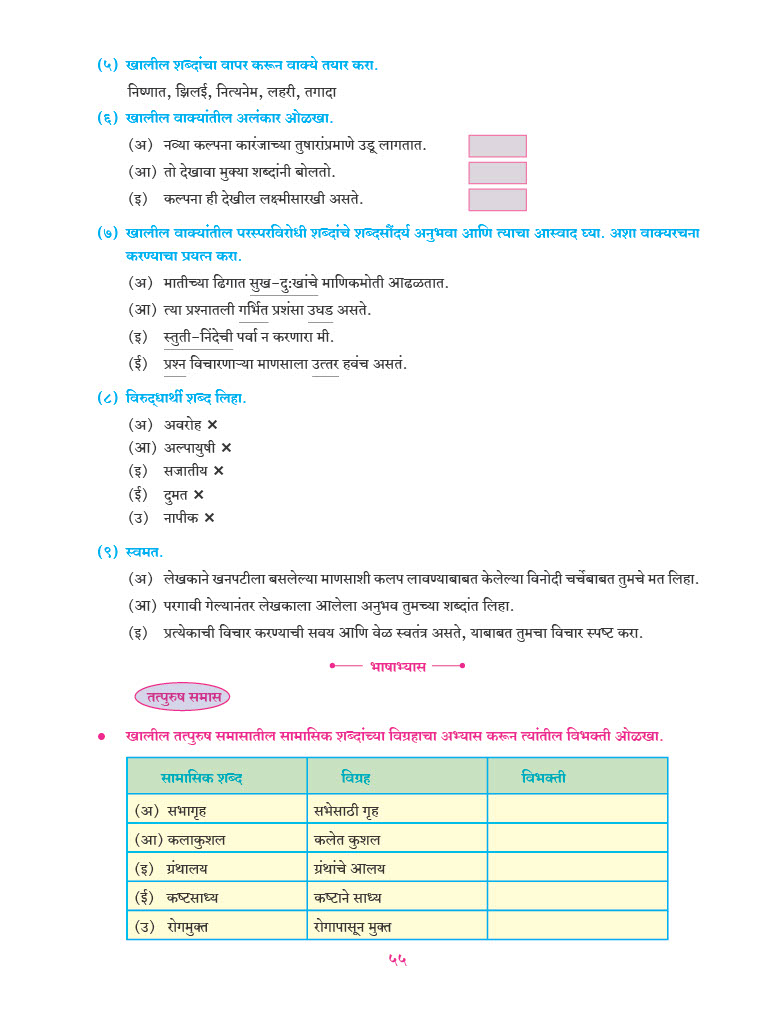 (५) खालील शब्दांचा वापर करून वाक्ये तयार करा.
निष्णात, झिलई, नित्यनेम, लहरी, तगादा
(६) खालील वाक्यांतील अलंकार ओळखा.
(अ) नव्या कल्पना कारंजाच्या तुषारांप्रमाणे उडू लागतात.
(आ) तो देखावा मुक्या शब्दांनी बोलतो.
(इ) कल्पना ही देखील लक्ष्मीसारखी असते.
(७) खालील वाक्यांतील परस्परविरोधी शब्दांचे शब्दसौंदर्य अनुभवा आणि त्याचा आस्वाद घ्या. अशा वाक्यरचना
करण्याचा प्रयत्न करा.
(अ) मातीच्या ढिगात सुख-दुःखांचे माणिकमोती आढळतात.
(आ) त्या प्रश्नातली गर्भित प्रशंसा उघड असते.
(इ) स्तुती-निंदेची पर्वा न करणारा मी.
(ई) प्रश्न विचारणाऱ्या माणसाला उत्तर हवंच असतं.
(८) विरुद्धार्थी शब्द लिहा.
(अ) अवरोह ×
(आ) अल्पायुषी ×
(इ) सजातीय ×
(ई) दुमत ×
(उ) नापीक ×
(९) स्वमत.
(अ) लेखकाने खनपटीला बसलेल्या माणसाशी कलप लावण्याबाबत केलेल्या विनोदी चर्चेबाबत तुमचे मत लिहा.
(आ) परगावी गेल्यानंतर लेखकाला आलेला अनुभव तुमच्या शब्दांत लिहा.
(इ) प्रत्येकाची विचार करण्याची सवय आणि वेळ स्वतंत्र असते, याबाबत तुमचा विचार स्पष्ट करा.
भाषाभ्यास
तत्पुरुष समास
• खालील तत्पुरुष समासातील सामासिक शब्दांच्या विग्रहाचा अभ्यास करून त्यांतील विभक्ती ओळखा.
सामासिक शब्द विग्रह विभक्ती
(अ) सभागृह सभेसाठी गृह
(आ) कलाकुशल कलेत कुशल
(इ) ग्रंथालय ग्रंथांचे आलय
(ई) कष्टसाध्य कष्टाने साध्य
(उ) रोगमुक्त रोगापासून मुक्त
५५